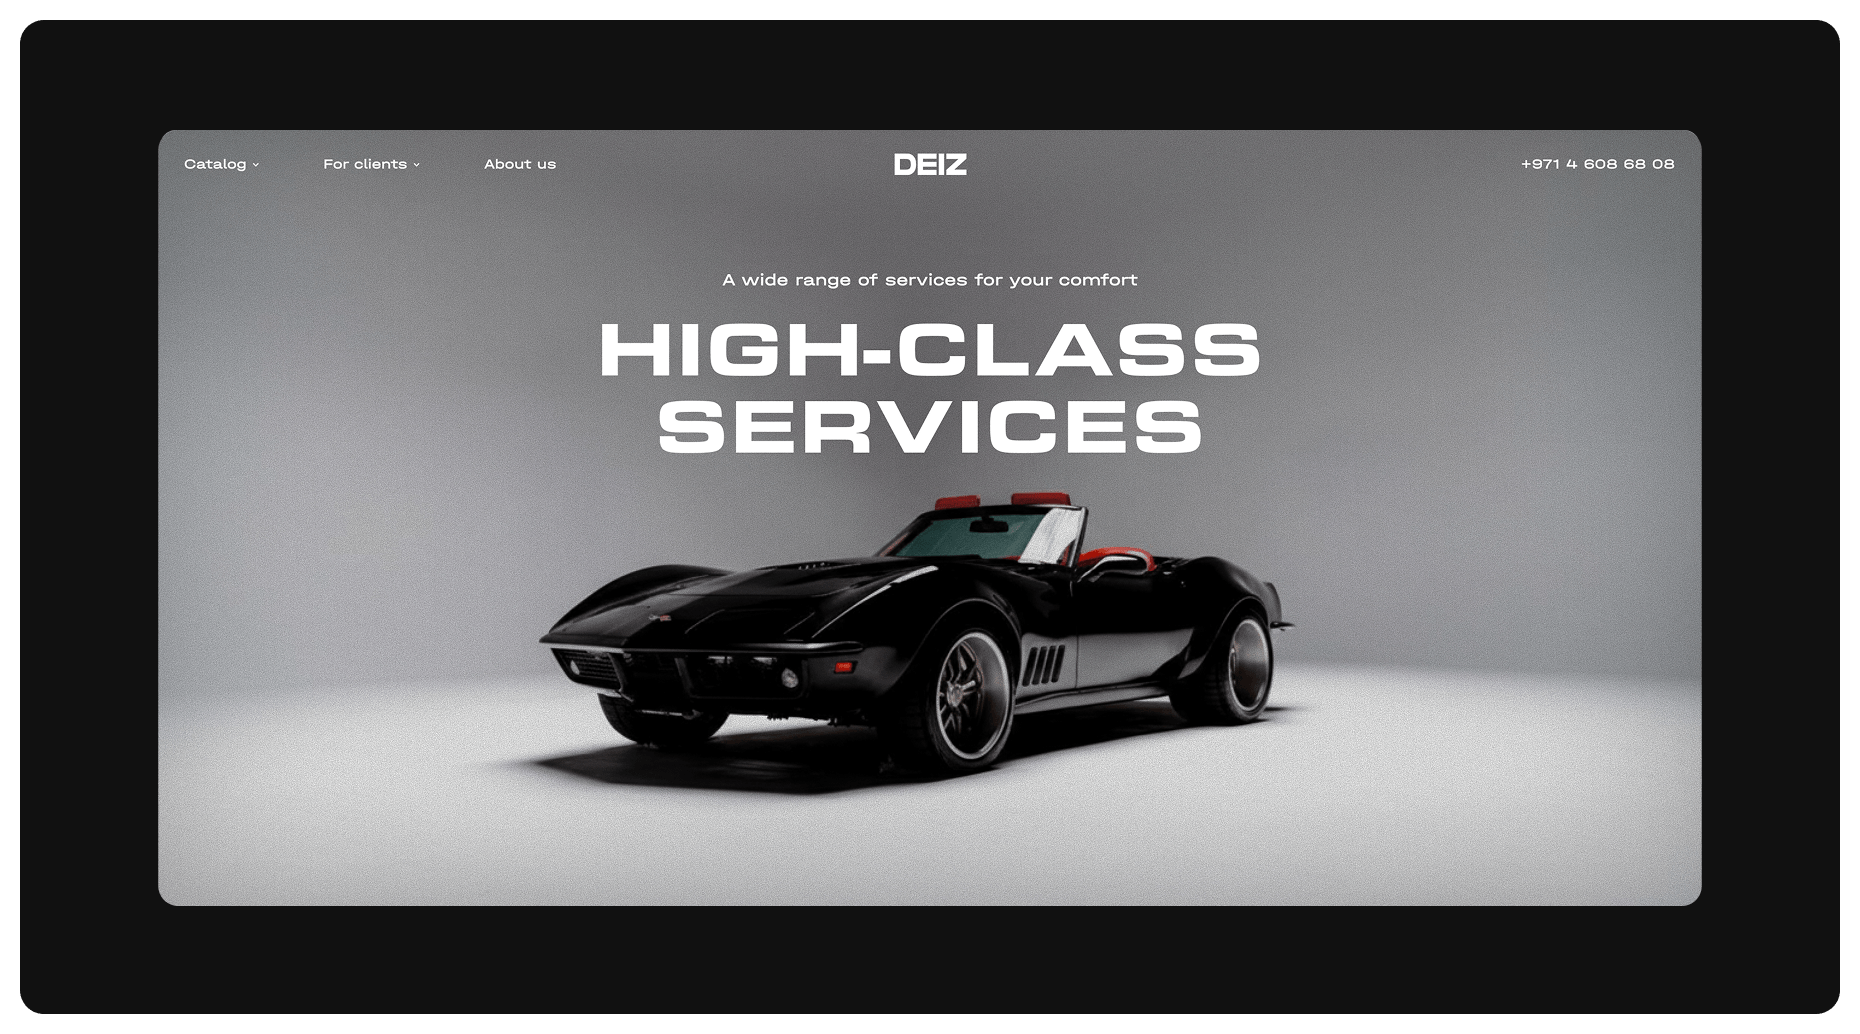 Catalog
For clients
About us
DEIZ
+971 4 608 68 08
A wide range of services for your comfort
HIGH-CLASS
SERVICES